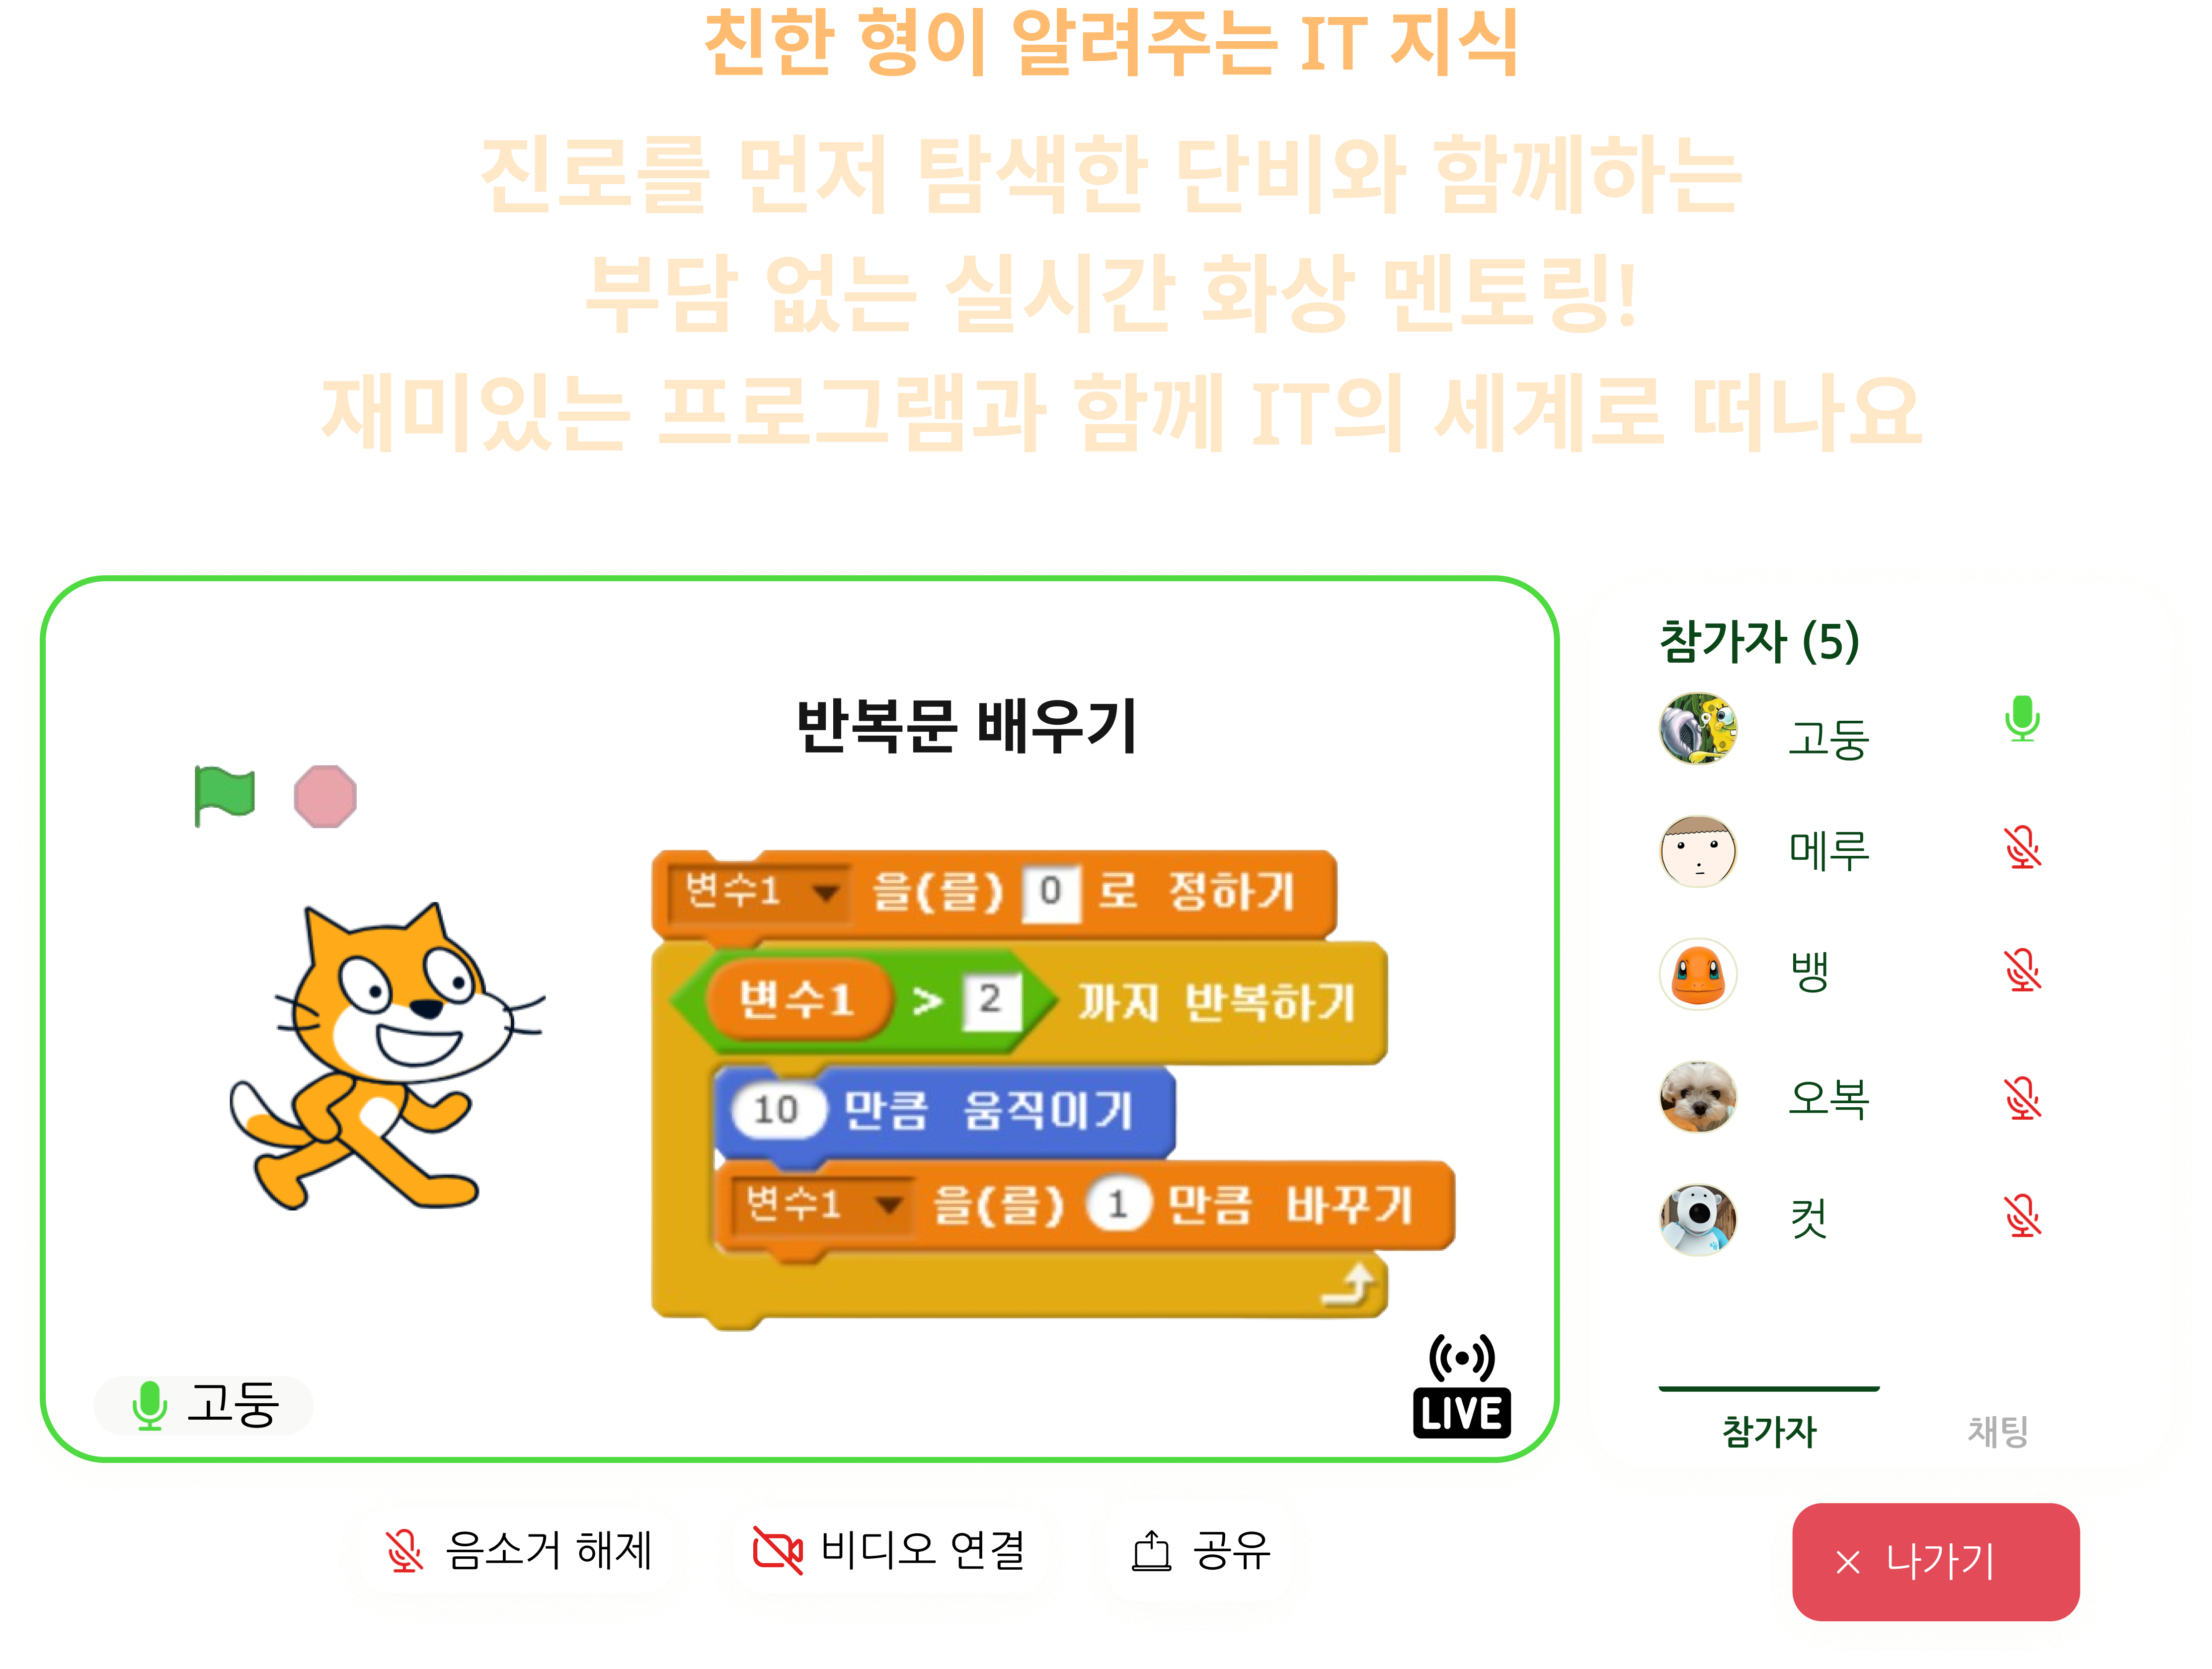 친한 형이 알려주는 IT 지식
진로를 먼저 탐색한 단비와 함께하는
부담 없는 실시간 화상 멘토링!
재미있는 프로그램과 함께 IT의 세계로 떠나요
반복문 배우기
변수1 을(를) 0 로 정하기
변수1 > 2 까지 반복하기
10 만큼 움직이기
변수1 을(를) 1 만큼 바꾸기
고둥
LIVE
참가자 (5)
고둥
메루
뱅
오복
컷
참가자
채팅
음소거 해제
비디오 연결
공유
나가기